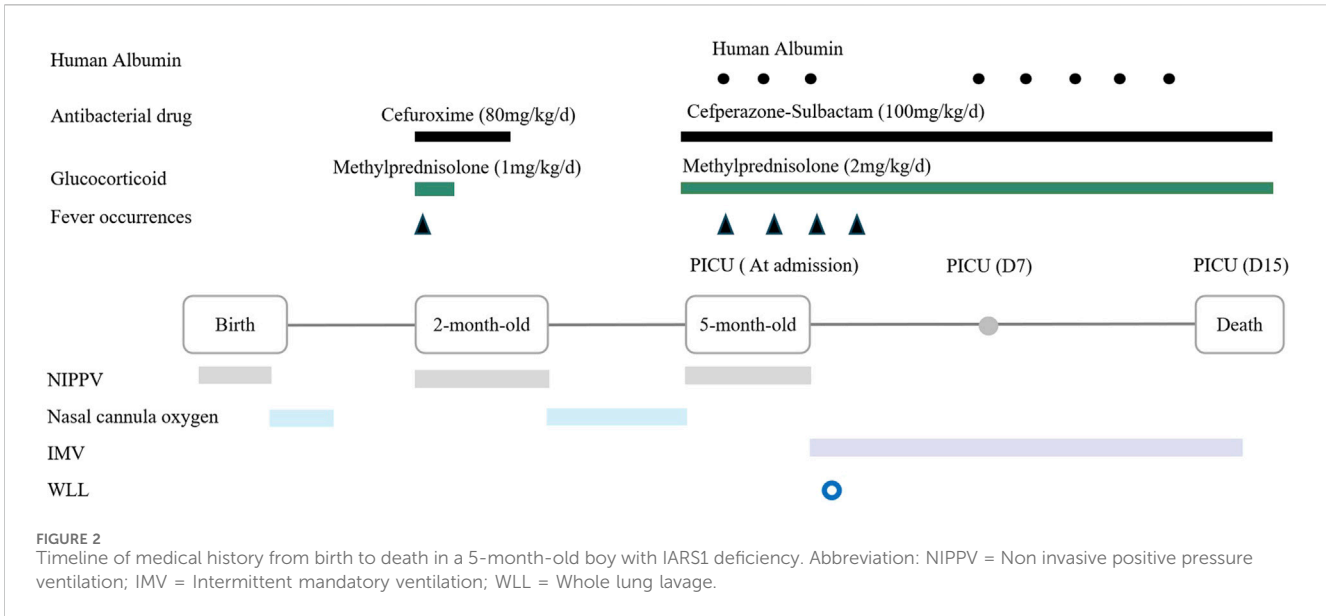 Human Albumin
Human Albumin
Antibacterial drug
Cefuroxime (80mg/kg/d)
Cefperazone-Sulbactam (100mg/kg/d)
Methylprednisolone (1mg/kg/d)
Methylprednisolone (2mg/kg/d)
Glucocorticoid
Fever occurrences
PICU ( At admission)
PICU (D7)
PICU (D15)
Birth
2-month-old
5-month-old
Death
NIPPV
Nasal cannula oxygen
IMV
WLL
FIGURE 2
Timeline of medical history from birth to death in a 5-month-old boy with IARS1 deficiency. Abbreviation: NIPPV = Non invasive positive pressure
ventilation; IMV = Intermittent mandatory ventilation; WLL = Whole lung lavage.